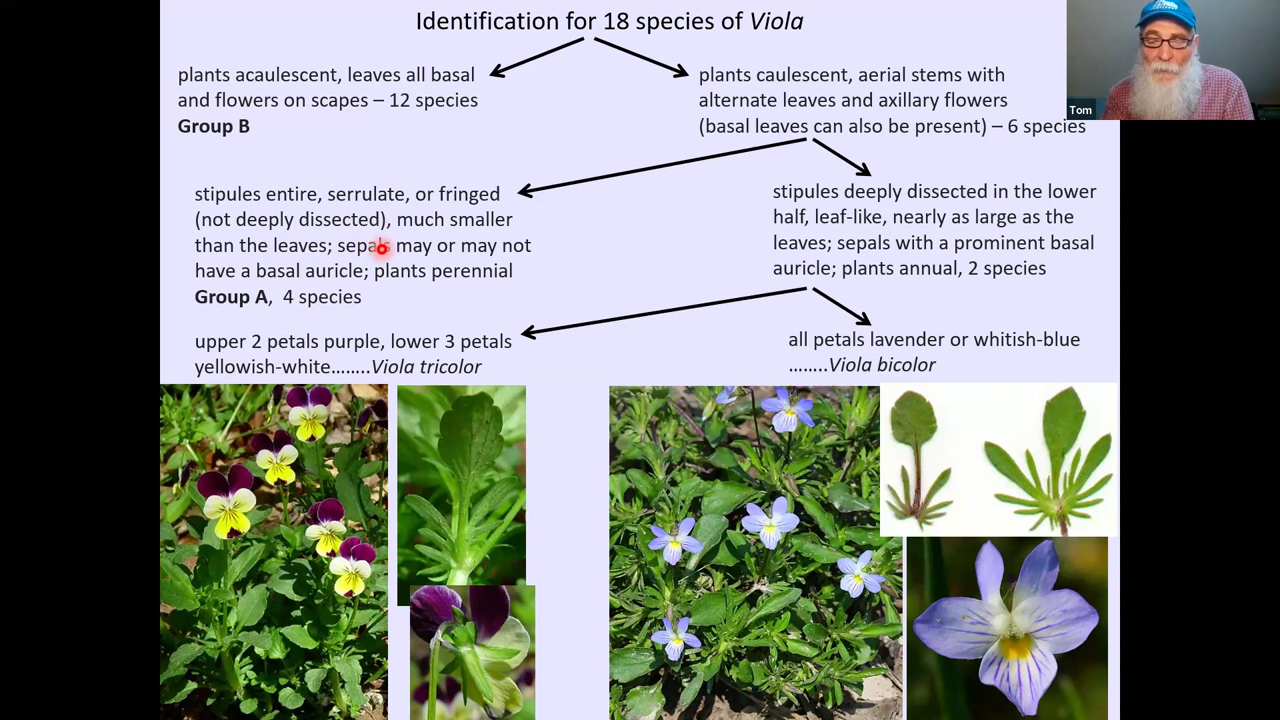 Identification for 18 species of Viola
plants acaulescent, leaves all basal
and flowers on scapes – 12 species
Group B
plants caulescent, aerial stems with
alternate leaves and axillary flowers
(basal leaves can also be present) – 6 species
Tom
stipules entire, serrulate, or fringed
(not deeply dissected), much smaller
than the leaves; sepals may or may not
have a basal auricle; plants perennial
Group A, 4 species
stipules deeply dissected in the lower
half, leaf-like, nearly as large as the
leaves; sepals with a prominent basal
auricle; plants annual, 2 species
upper 2 petals purple, lower 3 petals
yellowish-white……..Viola tricolor
all petals lavender or whitish-blue
……..Viola bicolor